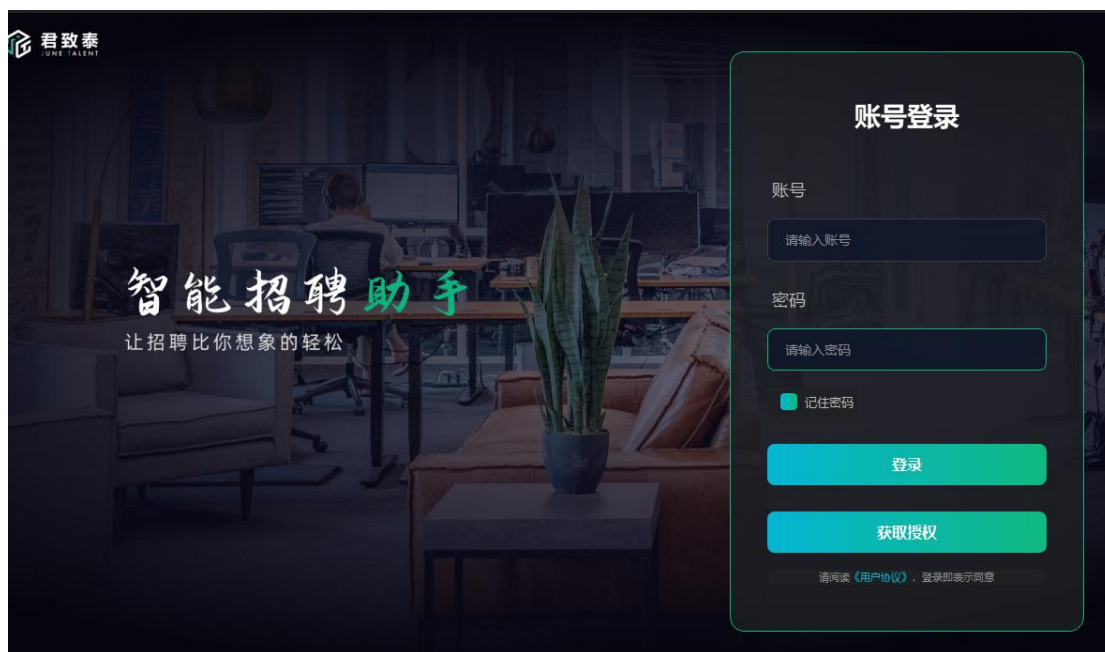 君致泰
JUNE TALENT
智能招聘助手
让招聘比你想象的轻松
账号登录
账号
请输入账号
密码
请输入密码
记住密码
登录
获取授权
请阅读《用户协议》，登录即表示同意